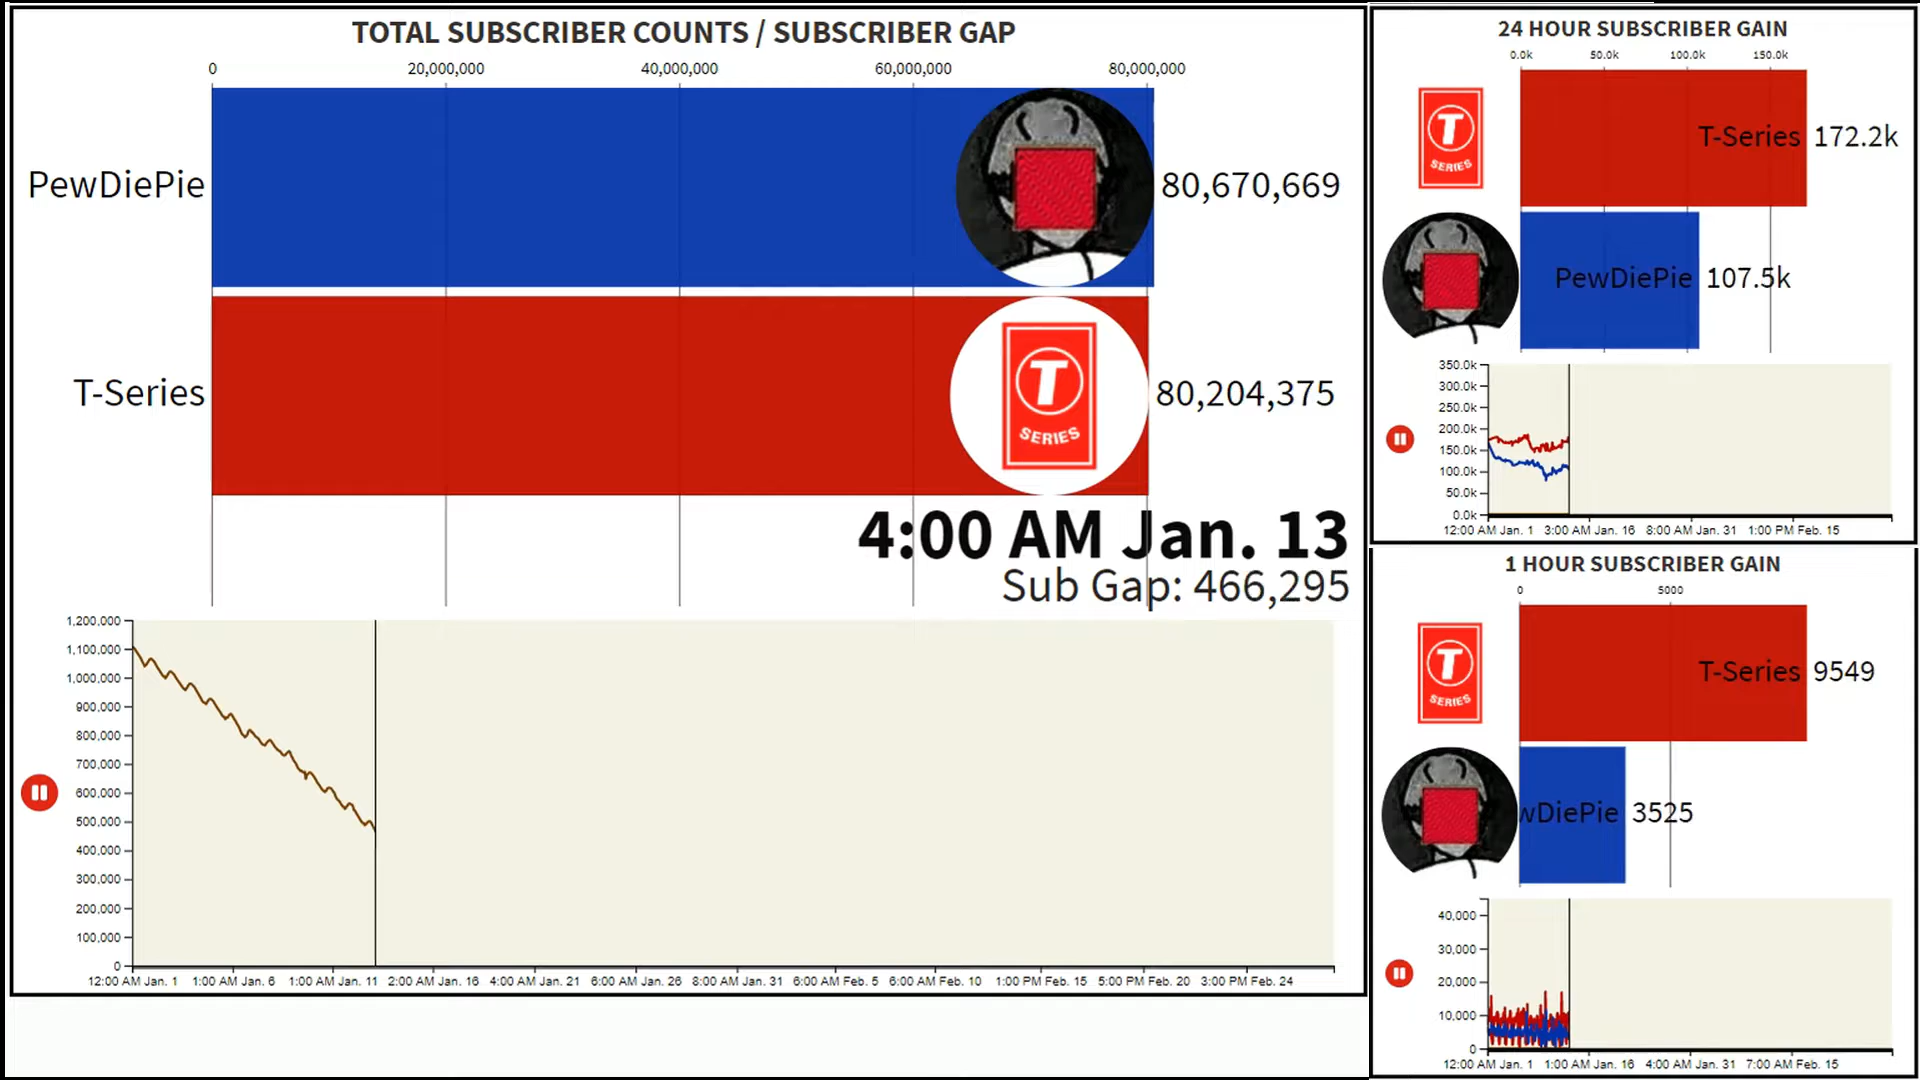 TOTAL SUBSCRIBER COUNTS / SUBSCRIBER GAP
0 20,000,000 40,000,000 60,000,000 80,000,000
PewDiePie 80,670,669
T-Series T SERIES 80,204,375
4:00 AM Jan. 13
Sub Gap: 466,295
1,200,000
1,100,000
1,000,000
900,000
800,000
700,000
600,000
500,000
400,000
300,000
200,000
100,000
0
12:00 AM Jan. 1 1:00 AM Jan. 6 1:00 AM Jan. 11 2:00 AM Jan. 16 4:00 AM Jan. 21 6:00 AM Jan. 26 8:00 AM Jan. 31 6:00 AM Feb. 5 6:00 AM Feb. 10 1:00 PM Feb. 15 5:00 PM Feb. 20 3:00 PM Feb. 24
24 HOUR SUBSCRIBER GAIN
0.0k 50.0k 100.0k 150.0k
T SERIES T-Series 172.2k
PewDiePie 107.5k
350.0k
300.0k
250.0k
200.0k
150.0k
100.0k
50.0k
0.0k
12:00 AM Jan. 1 3:00 AM Jan. 16 8:00 AM Jan. 31 1:00 PM Feb. 15
1 HOUR SUBSCRIBER GAIN
0 5000
T SERIES T-Series 9549
wDiePie 3525
40,000
30,000
20,000
10,000
0
12:00 AM Jan. 1 1:00 AM Jan. 16 4:00 AM Jan. 31 7:00 AM Feb. 15